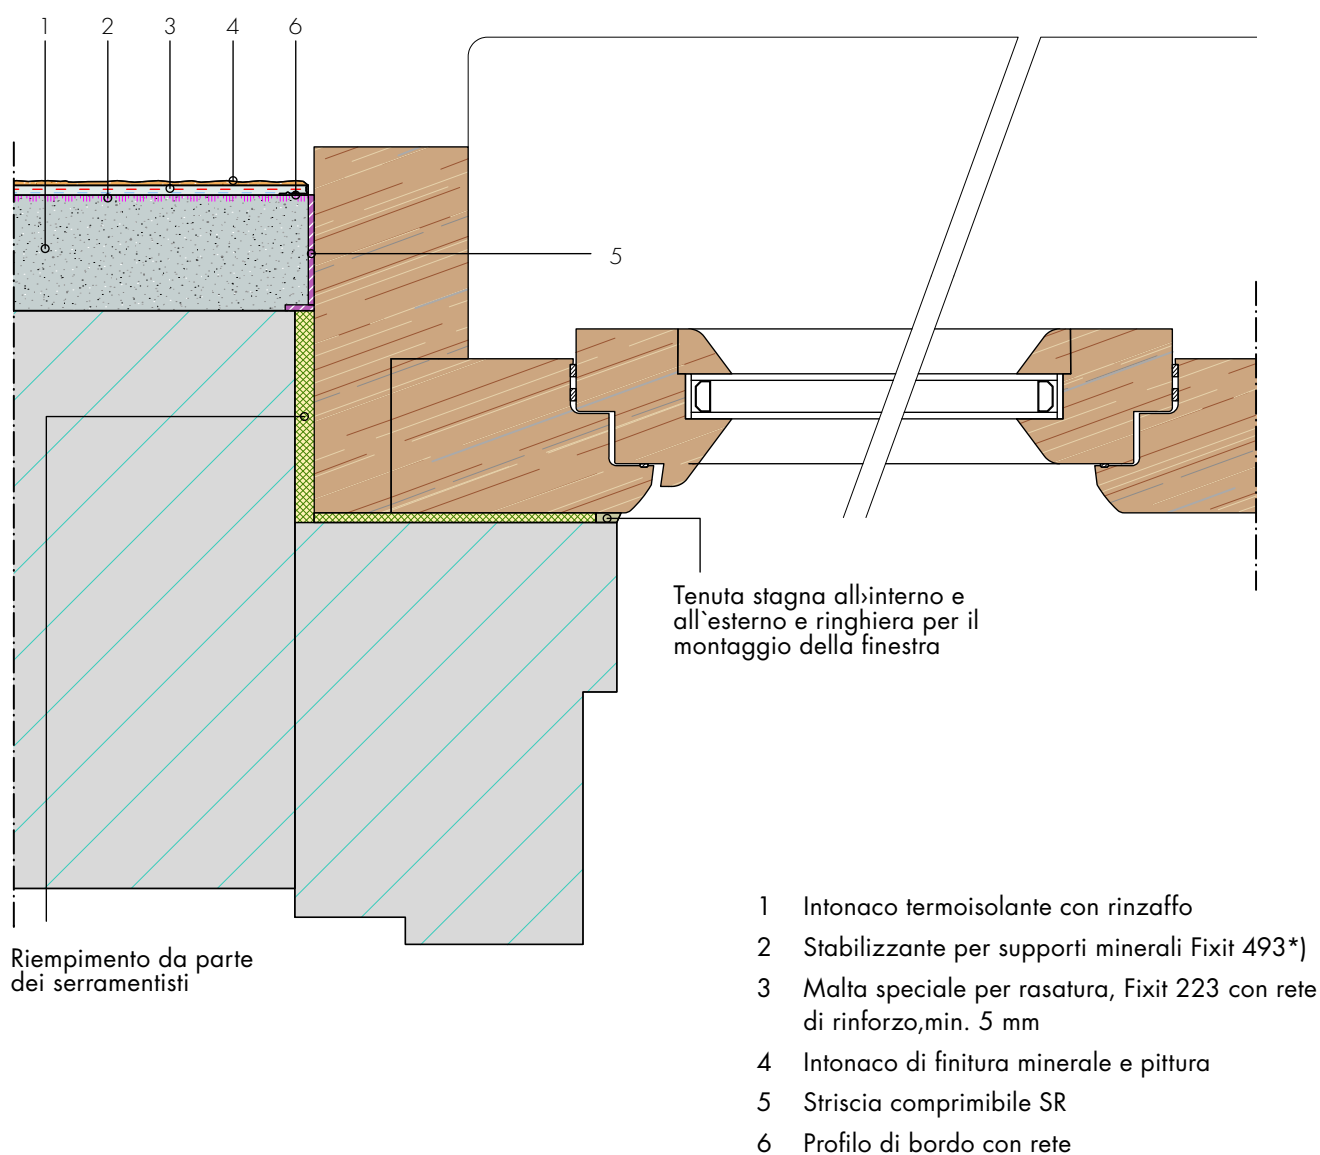 1 2 3 4 6
5
Tenuta stagna all›interno e
all`esterno e ringhiera per il
montaggio della finestra
Riempimento da parte
dei serramentisti
1 Intonaco termoisolante con rinzaffo
2 Stabilizzante per supporti minerali Fixit 493*)
3 Malta speciale per rasatura, Fixit 223 con rete
di rinforzo,min. 5 mm
4 Intonaco di finitura minerale e pittura
5 Striscia comprimibile SR
6 Profilo di bordo con rete